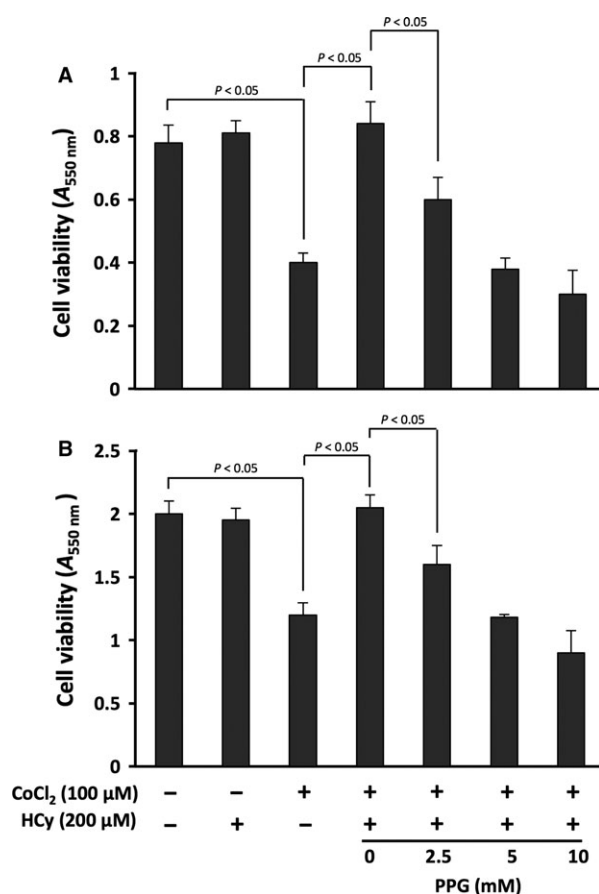 P < 0.05
A
P < 0.05
P < 0.05
1
0.8
0.6
0.4
0.2
0
Cell viability (A550 nm)
P < 0.05
B
P < 0.05
P < 0.05
2.5
2
1.5
1
0.5
0
Cell viability (A550 nm)
CoCl2 (100 µM) – – + + + + +
HCy (200 µM) – + – + + + +
0 2.5 5 10
PPG (mM)